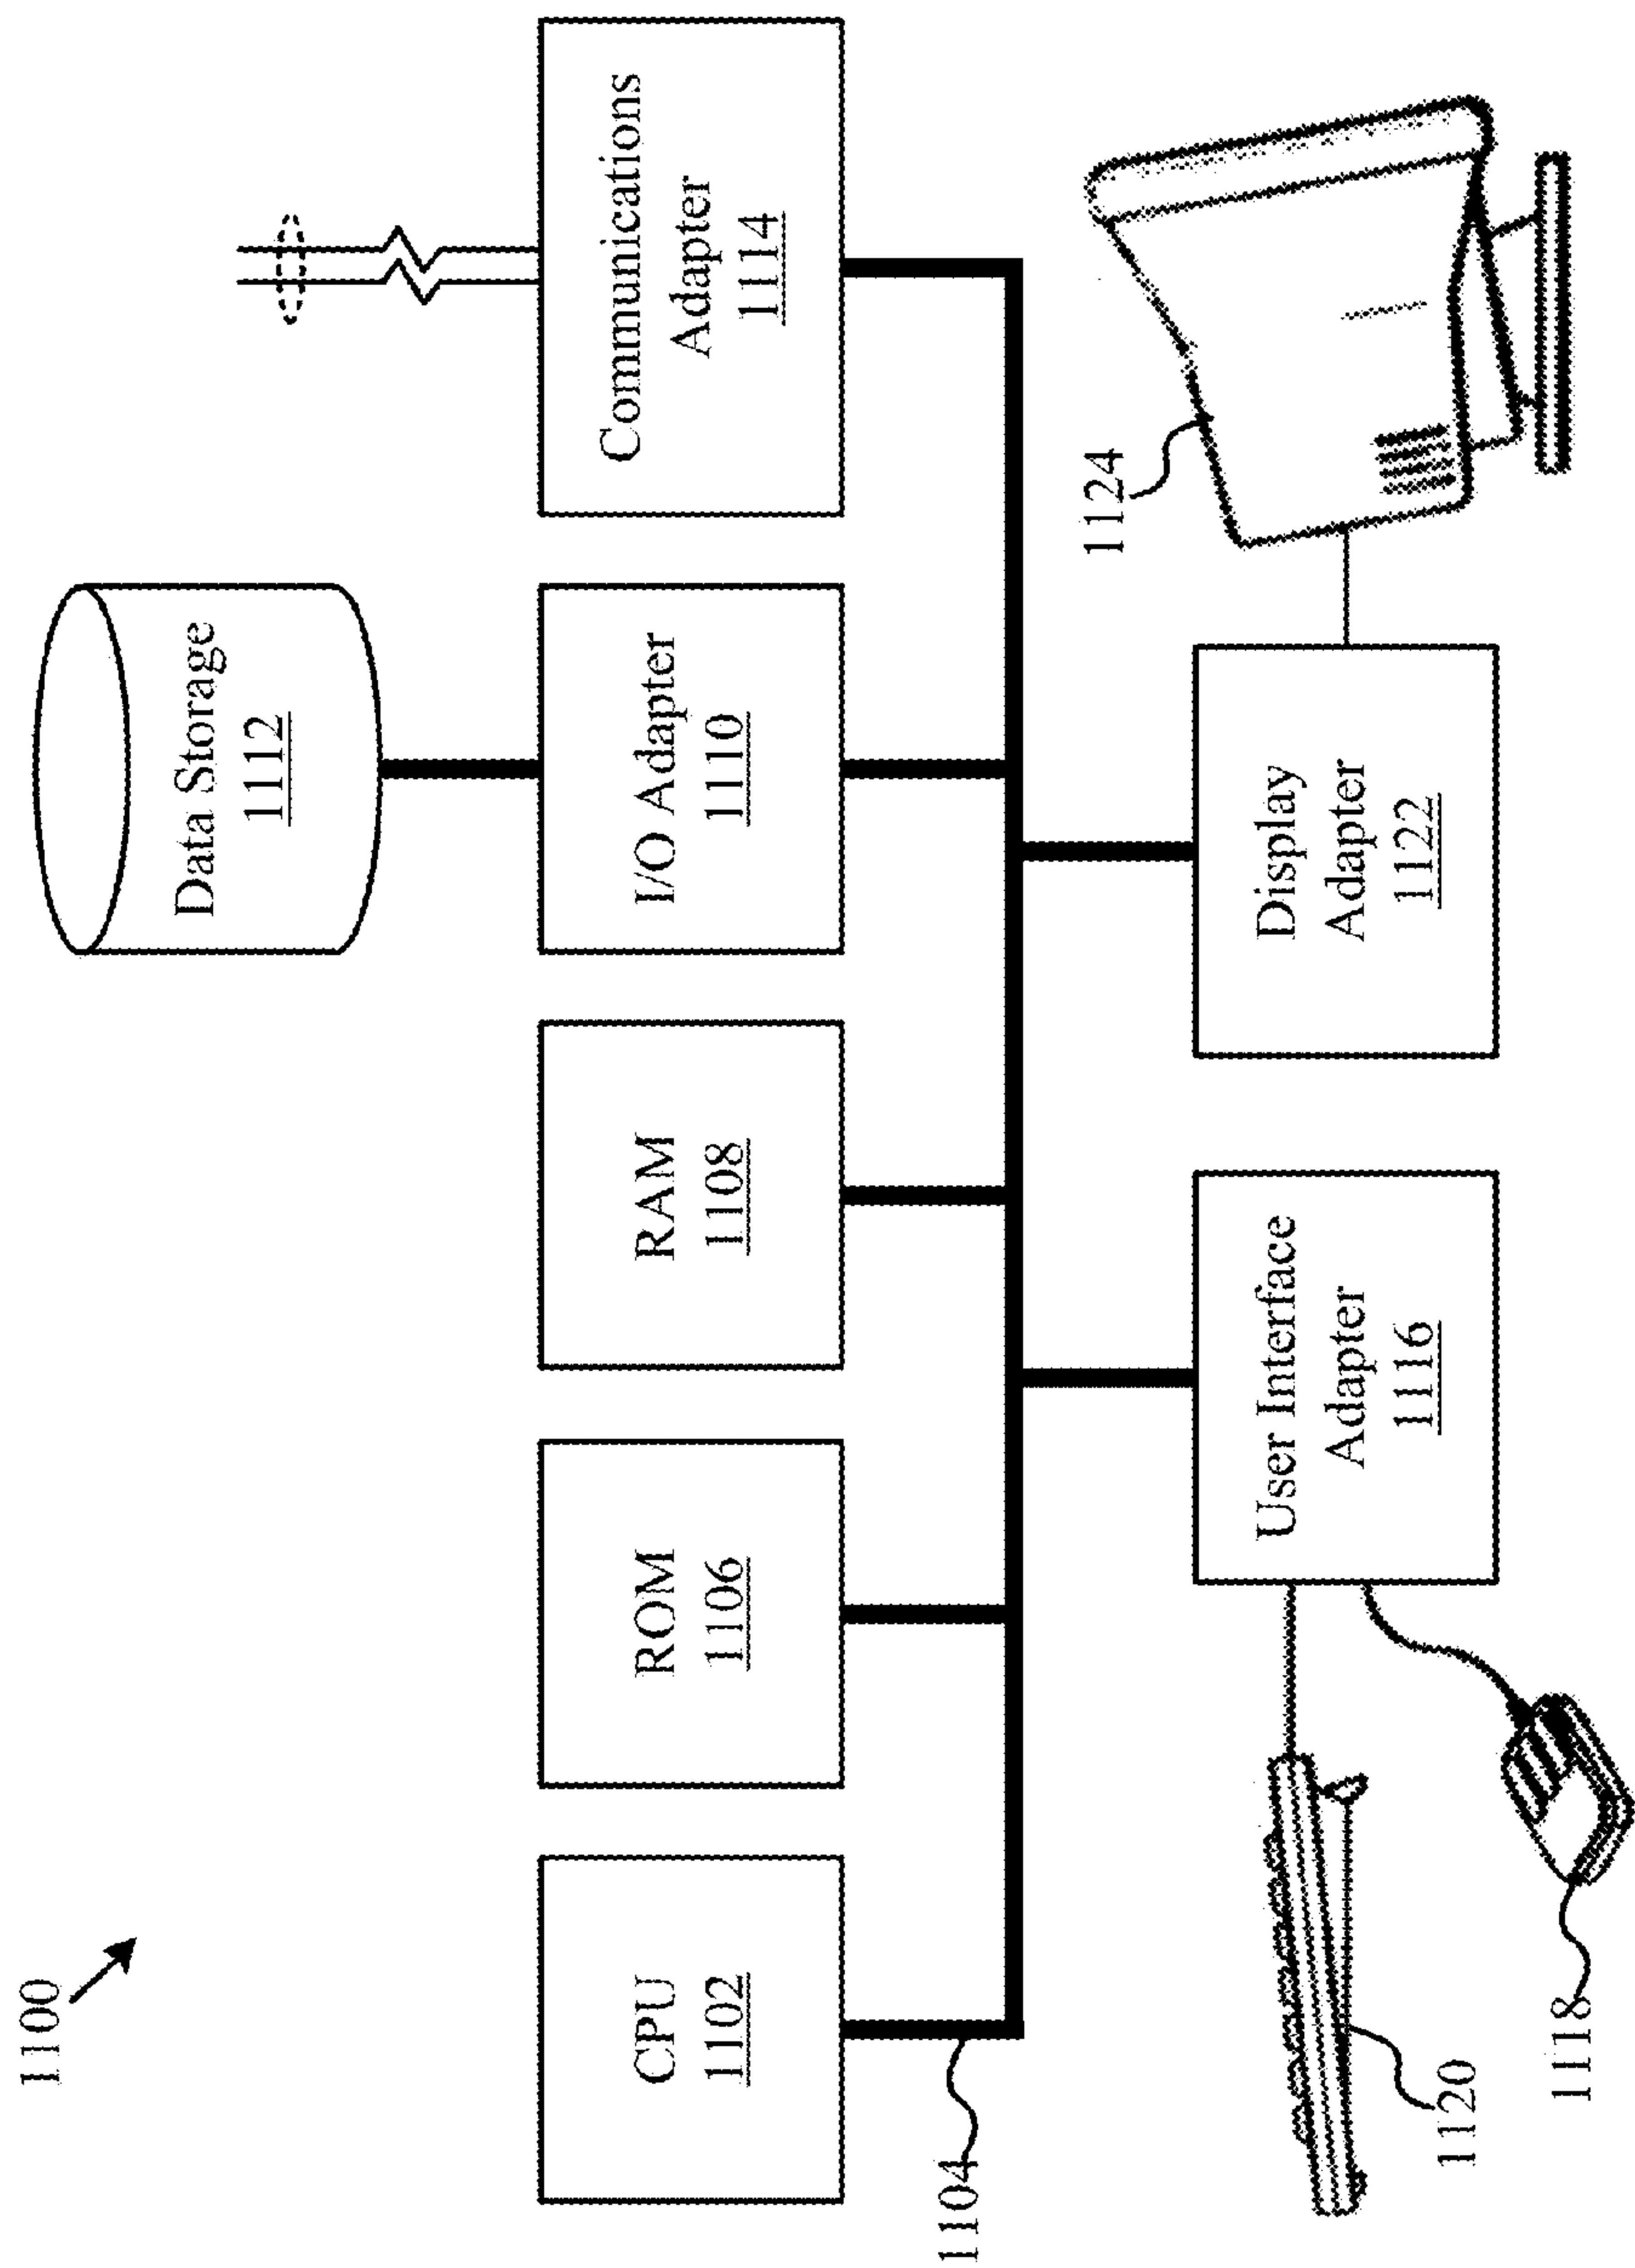 1100
Data Storage
1112
CPU
1102
ROM
1106
RAM
1108
I/O Adapter
1110
Communications
Adapter
1114
1104
User Interface
Adapter
1116
Display
Adapter
1122
1124
1120
1118